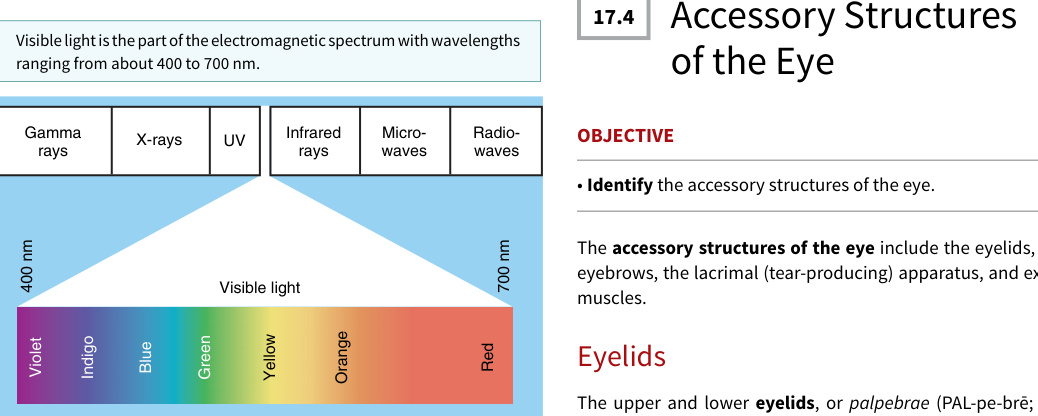 Visible light is the part of the electromagnetic spectrum with wavelengths
ranging from about 400 to 700 nm.
Gamma
rays
X-rays
UV
Infrared
rays
Micro-
waves
Radio-
waves
400 nm
700 nm
Visible light
Violet
Indigo
Blue
Green
Yellow
Orange
Red
17.4
Accessory Structures
of the Eye
OBJECTIVE
• Identify the accessory structures of the eye.
The accessory structures of the eye include the eyelids,
eyebrows, the lacrimal (tear-producing) apparatus, and ex
muscles.
Eyelids
The upper and lower eyelids, or palpebrae (PAL-pe-brē;